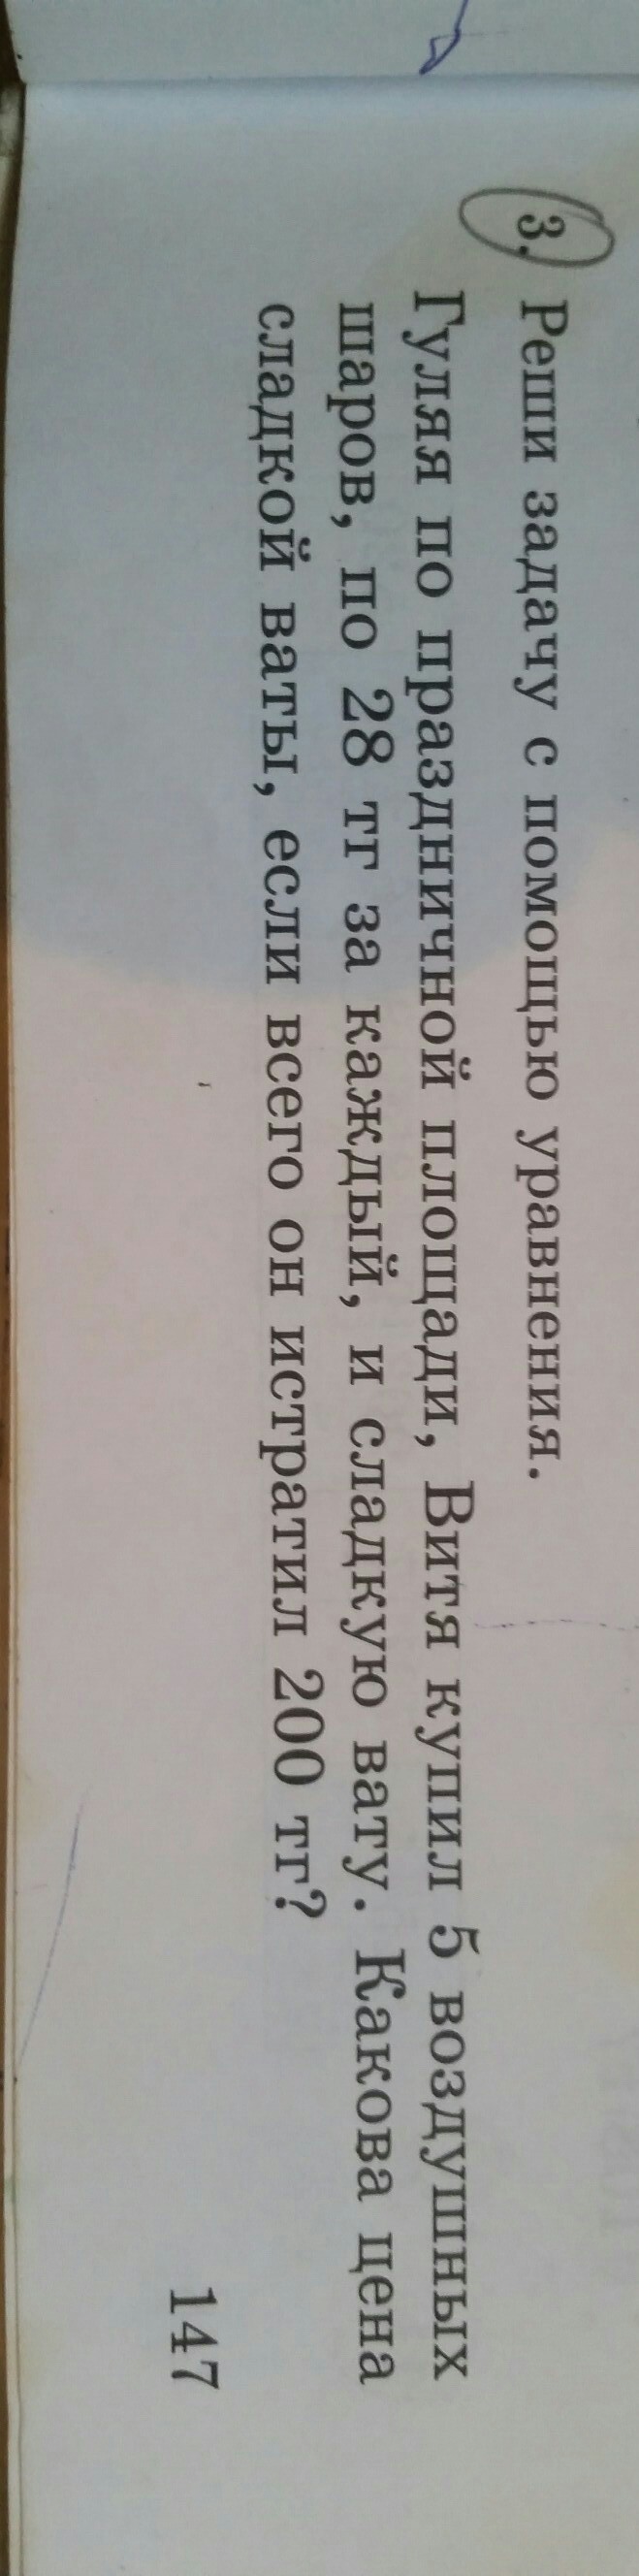 3. Реши задачу с помощью уравнения.
Гуляя по праздничной площади, Витя купил 5 воздушных
шаров, по 28 тг за каждый, и сладкую вату. Какова цена
сладкой ваты, если всего он истратил 200 тг?
147